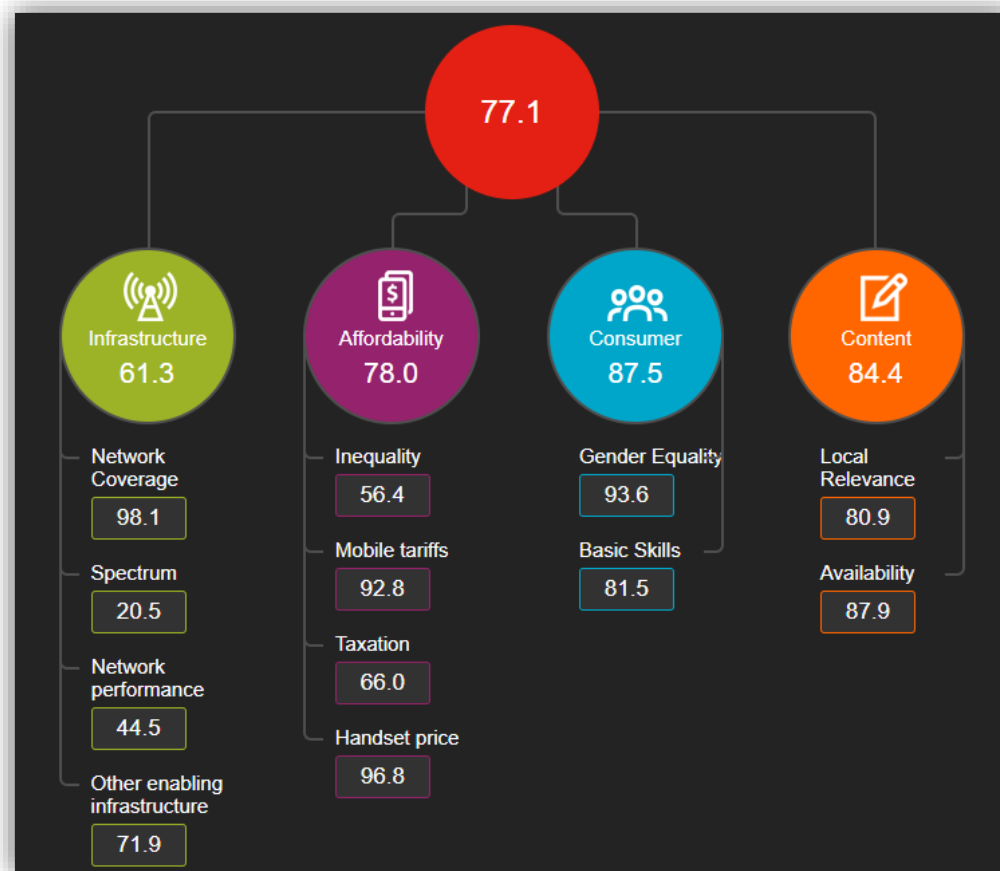 77.1
Infrastructure
61.3
Affordability
78.0
Consumer
87.5
Content
84.4
Network
Coverage
98.1
Spectrum
20.5
Network
performance
44.5
Other enabling
infrastructure
71.9
Inequality
56.4
Mobile tariffs
92.8
Taxation
66.0
Handset price
96.8
Gender Equality
93.6
Basic Skills
81.5
Local
Relevance
80.9
Availability
87.9